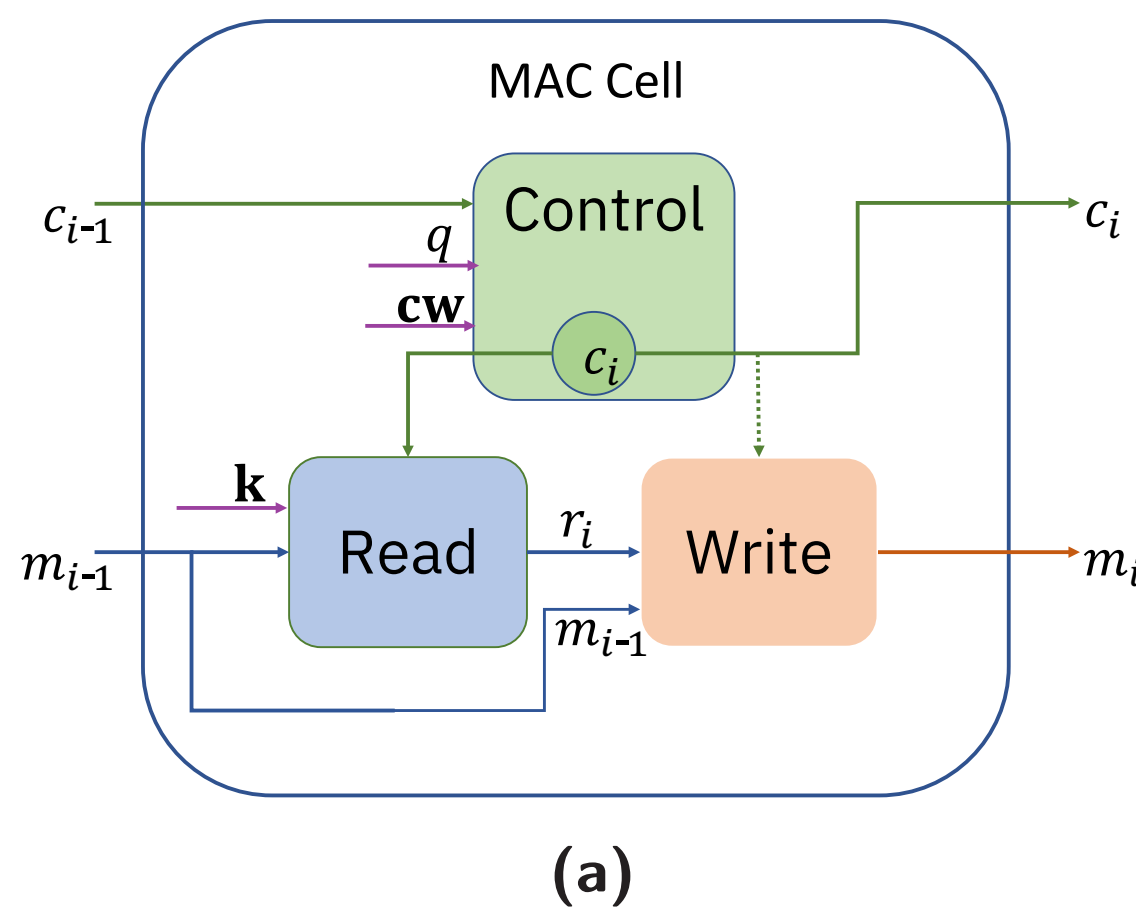 MAC Cell
Control
c_{i-1}
q
cw
c_i
c_i
k
m_{i-1}
Read
r_i
m_{i-1}
Write
m_i
(a)